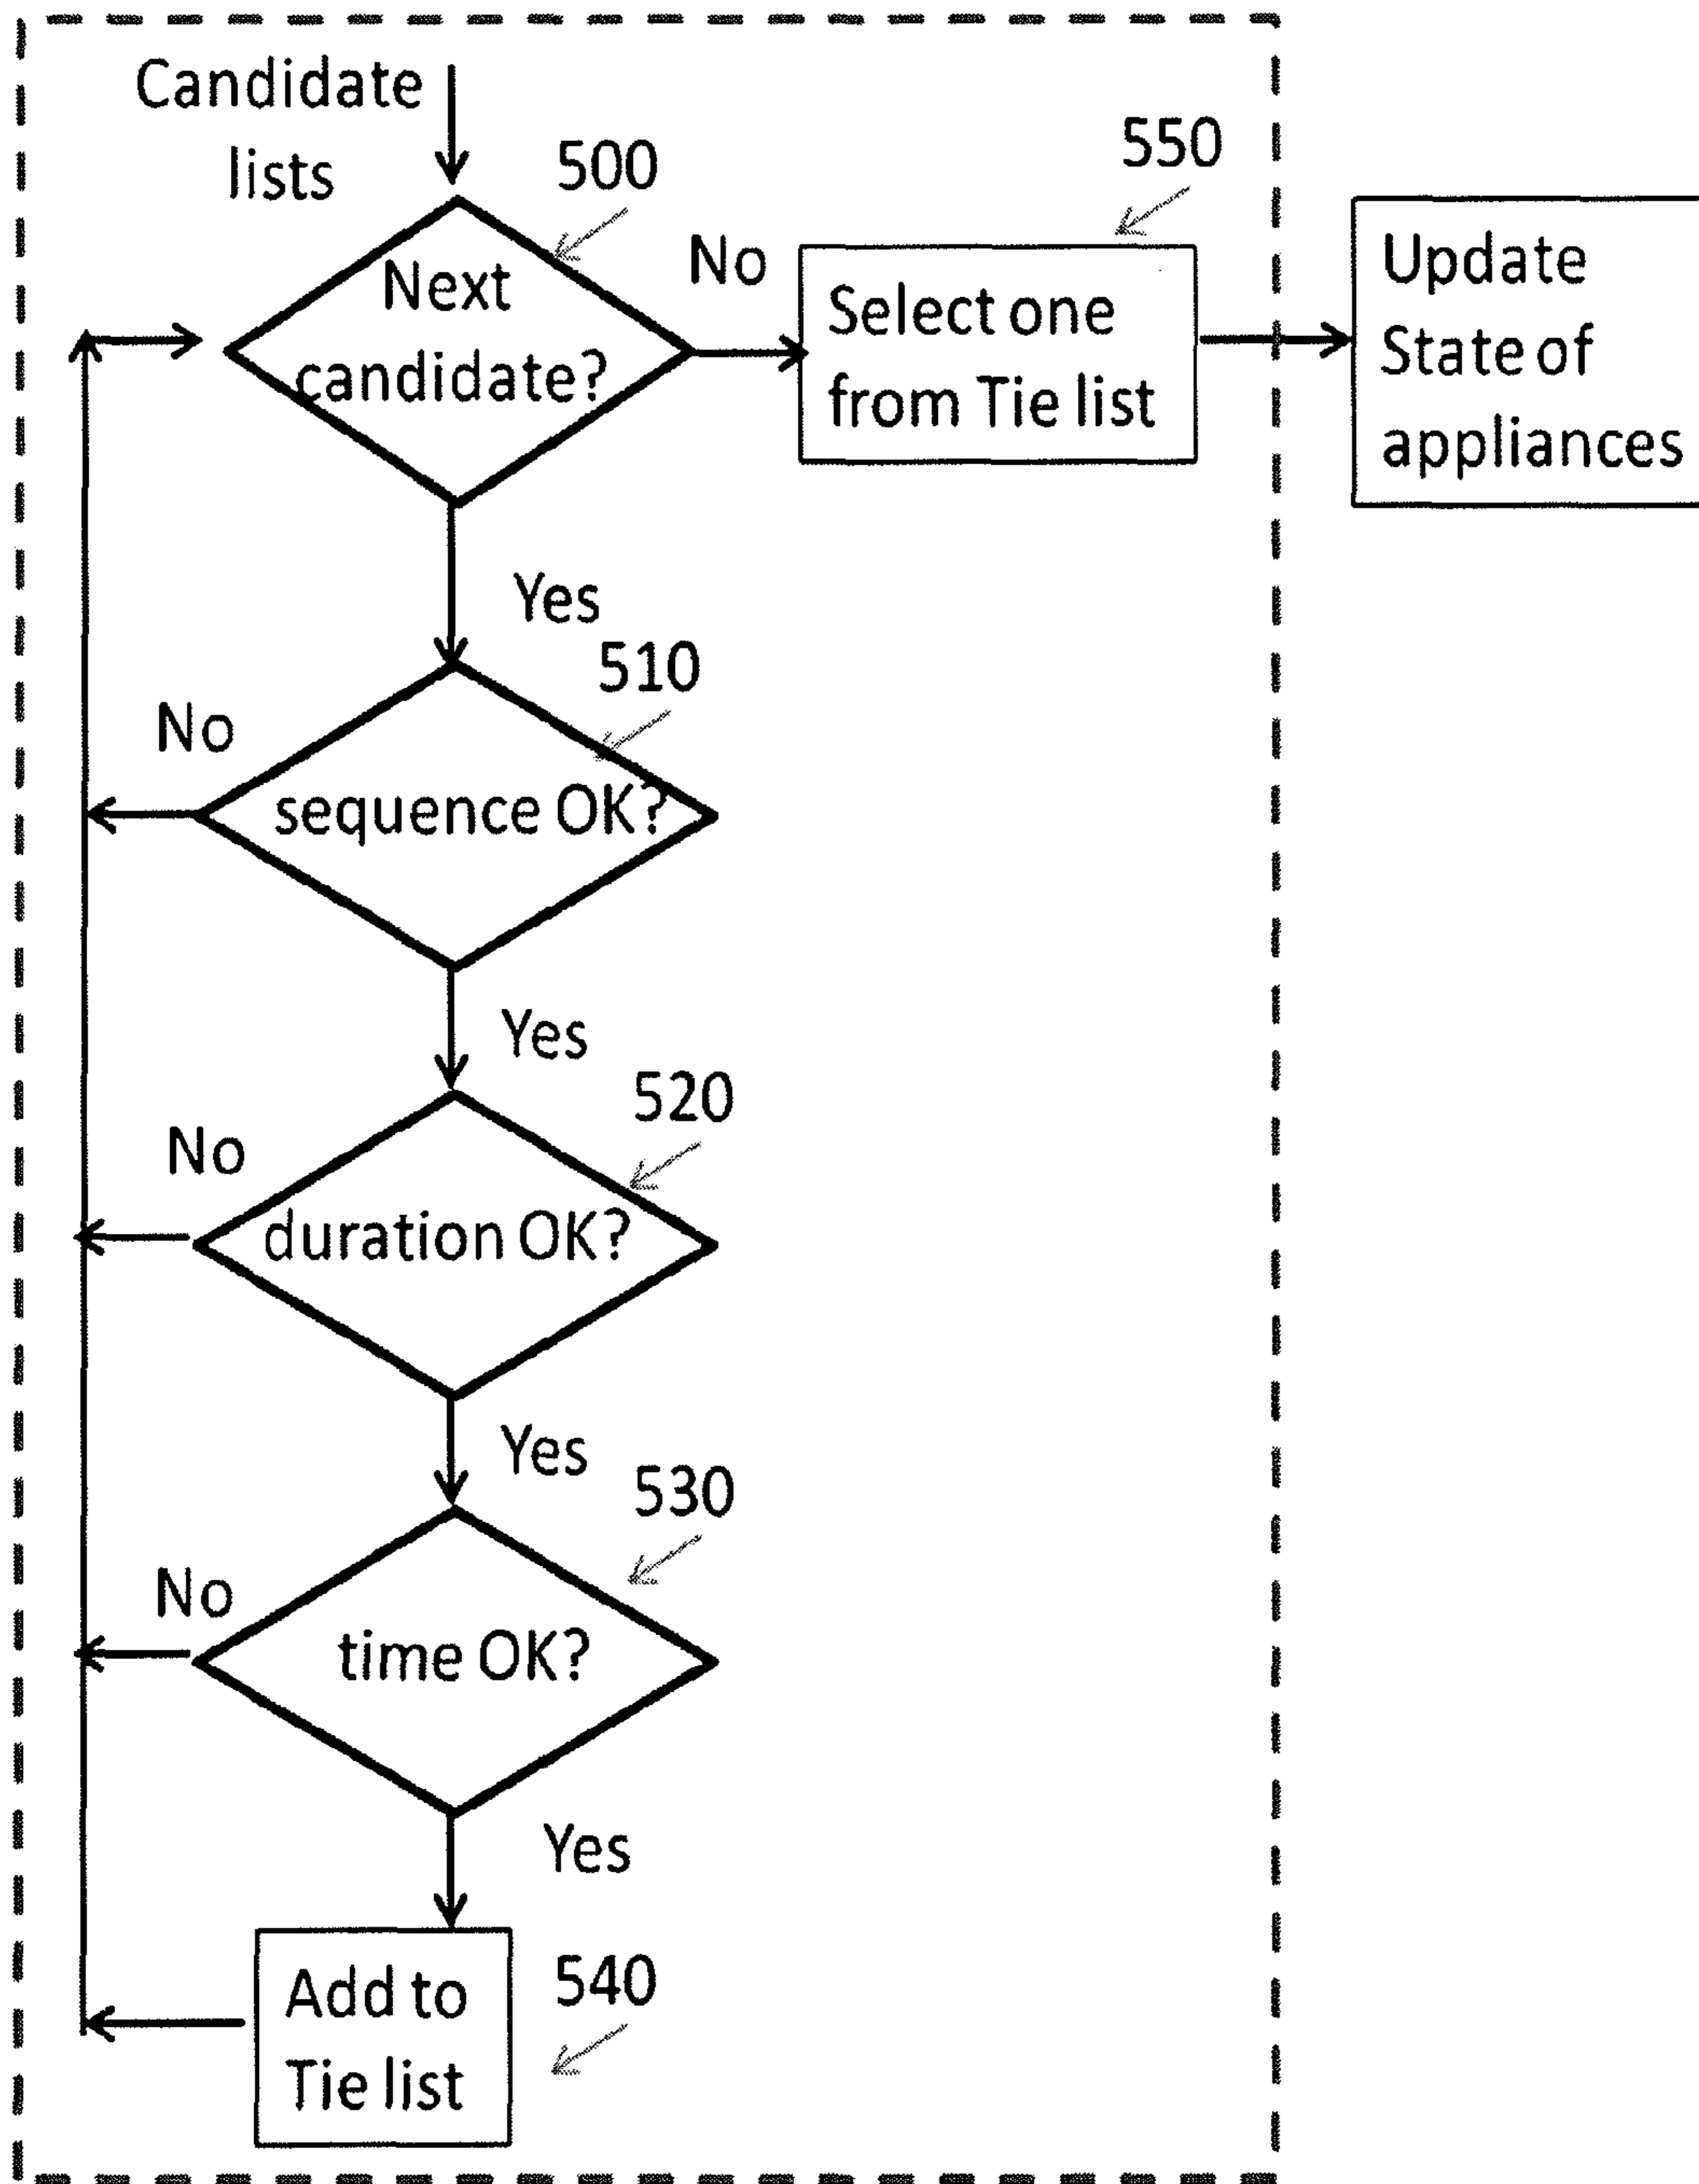 Candidate
lists
500
550
Next
candidate?
No
Select one
from Tie list
Update
State of
appliances
Yes
510
No
sequence OK?
Yes
520
No
duration OK?
Yes
530
No
time OK?
Yes
540
Add to
Tie list